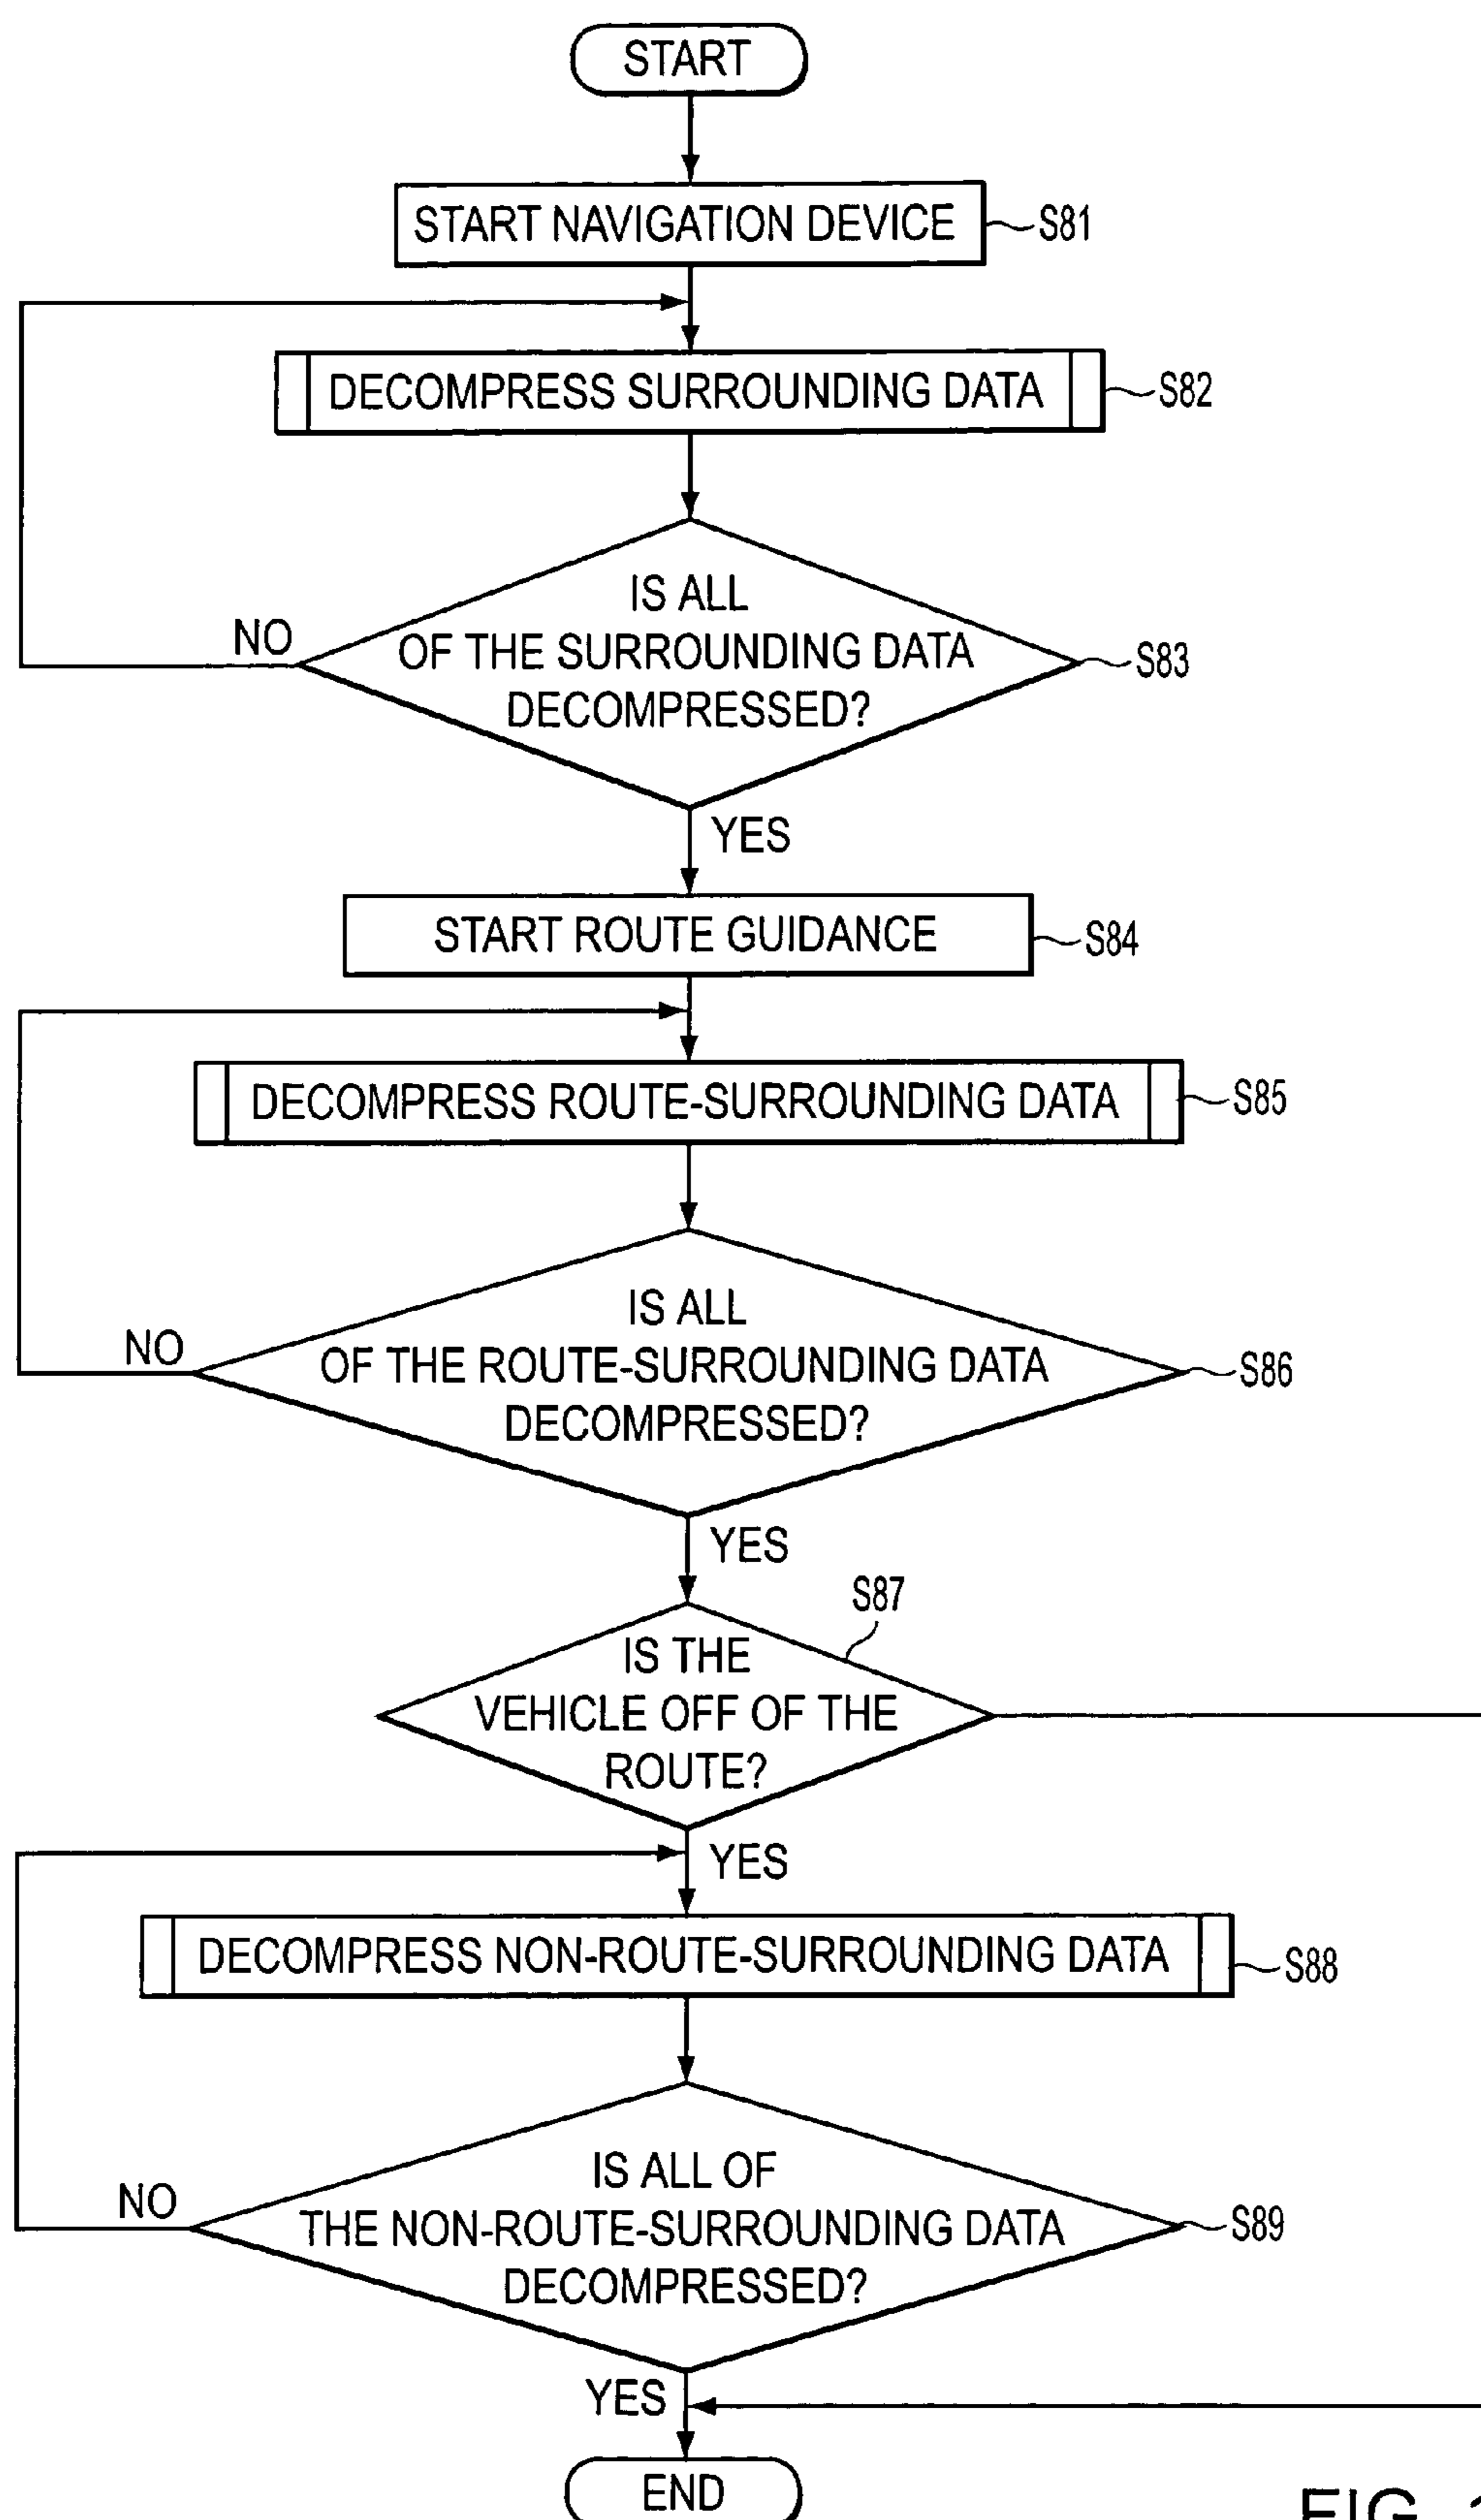 START
START NAVIGATION DEVICE
S81
DECOMPRESS SURROUNDING DATA
S82
IS ALL
OF THE SURROUNDING DATA
DECOMPRESSED?
S83
NO
YES
START ROUTE GUIDANCE
S84
DECOMPRESS ROUTE-SURROUNDING DATA
S85
IS ALL
OF THE ROUTE-SURROUNDING DATA
DECOMPRESSED?
S86
NO
YES
S87
IS THE
VEHICLE OFF OF THE
ROUTE?
YES
DECOMPRESS NON-ROUTE-SURROUNDING DATA
S88
IS ALL OF
THE NON-ROUTE-SURROUNDING DATA
DECOMPRESSED?
S89
NO
YES
END
FIG.